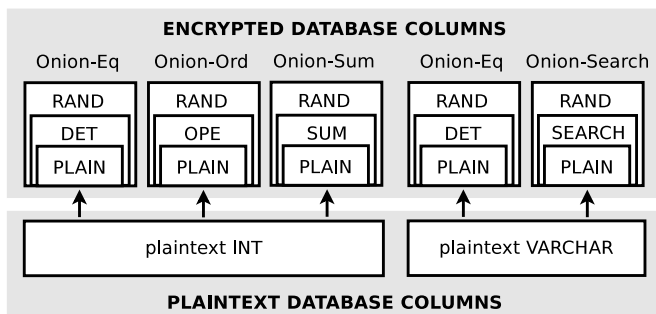 ENCRYPTED DATABASE COLUMNS
Onion-Eq Onion-Ord Onion-Sum Onion-Eq Onion-Search
RAND RAND RAND RAND RAND
DET OPE SUM DET SEARCH
PLAIN PLAIN PLAIN PLAIN PLAIN
plaintext INT plaintext VARCHAR
PLAINTEXT DATABASE COLUMNS